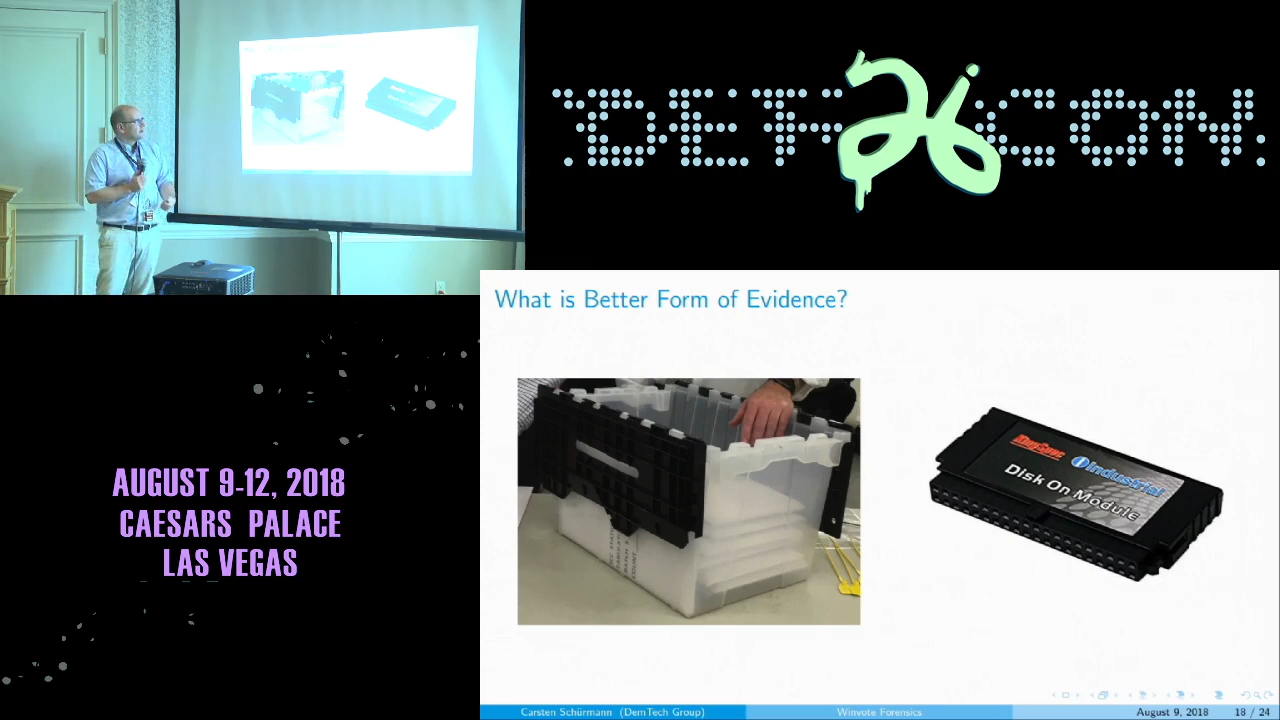 DEF 26 CON
What is Better Form of Evidence?
Industrial
Disk On Module
AUGUST 9-12, 2018
CAESARS PALACE
LAS VEGAS
Carsten Schürmann (DemTech Group)
Winvote Forensics
August 9, 2018
18 / 24